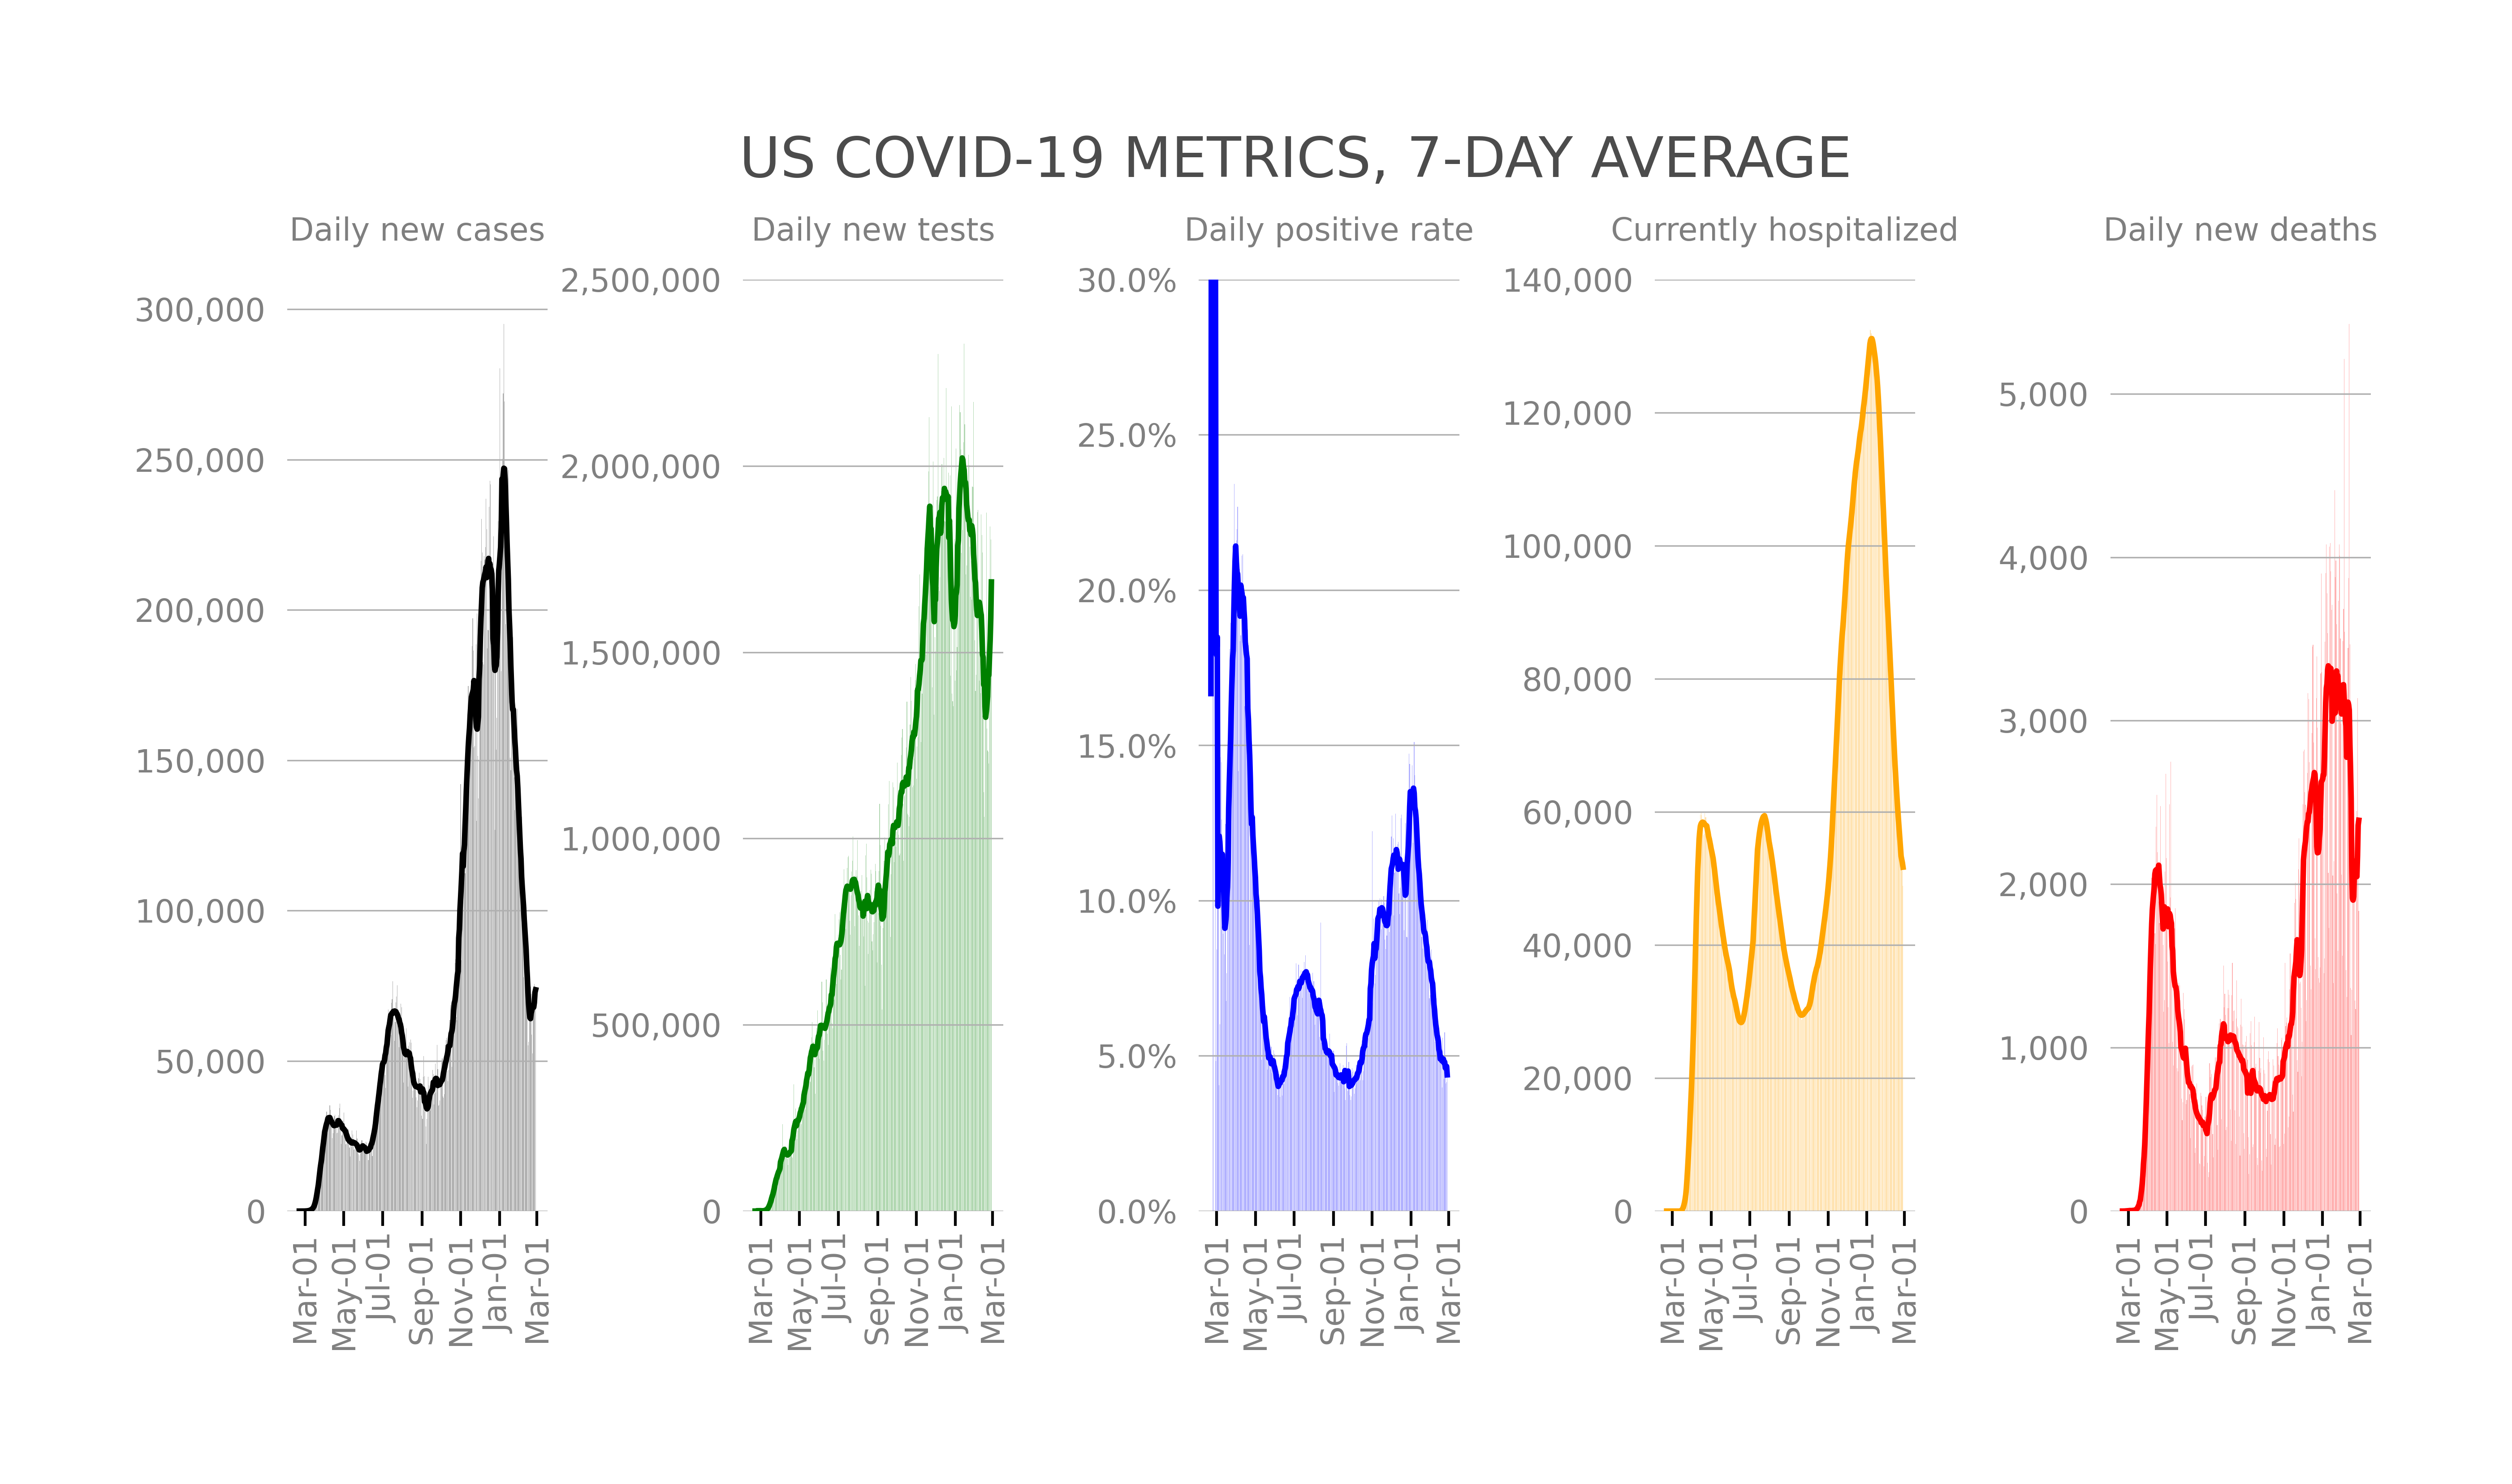 US COVID-19 METRICS, 7-DAY AVERAGE
Daily new cases
300,000
250,000
200,000
150,000
100,000
50,000
0
Mar-01
May-01
Jul-01
Sep-01
Nov-01
Jan-01
Mar-01
Daily new tests
2,500,000
2,000,000
1,500,000
1,000,000
500,000
0
Mar-01
May-01
Jul-01
Sep-01
Nov-01
Jan-01
Mar-01
Daily positive rate
30.0%
25.0%
20.0%
15.0%
10.0%
5.0%
0.0%
Mar-01
May-01
Jul-01
Sep-01
Nov-01
Jan-01
Mar-01
Currently hospitalized
140,000
120,000
100,000
80,000
60,000
40,000
20,000
0
Mar-01
May-01
Jul-01
Sep-01
Nov-01
Jan-01
Mar-01
Daily new deaths
5,000
4,000
3,000
2,000
1,000
0
Mar-01
May-01
Jul-01
Sep-01
Nov-01
Jan-01
Mar-01